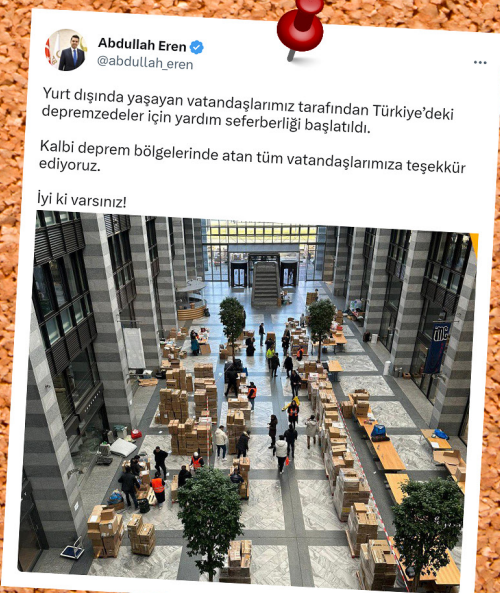 Abdullah Eren
@abdullah_eren
Yurt dışında yaşayan vatandaşlarımız tarafından Türkiye’deki
depremzedeler için yardım seferberliği başlatıldı.
Kalbi deprem bölgelerinde atan tüm vatandaşlarımıza teşekkür
ediyoruz.
İyi ki varsınız!